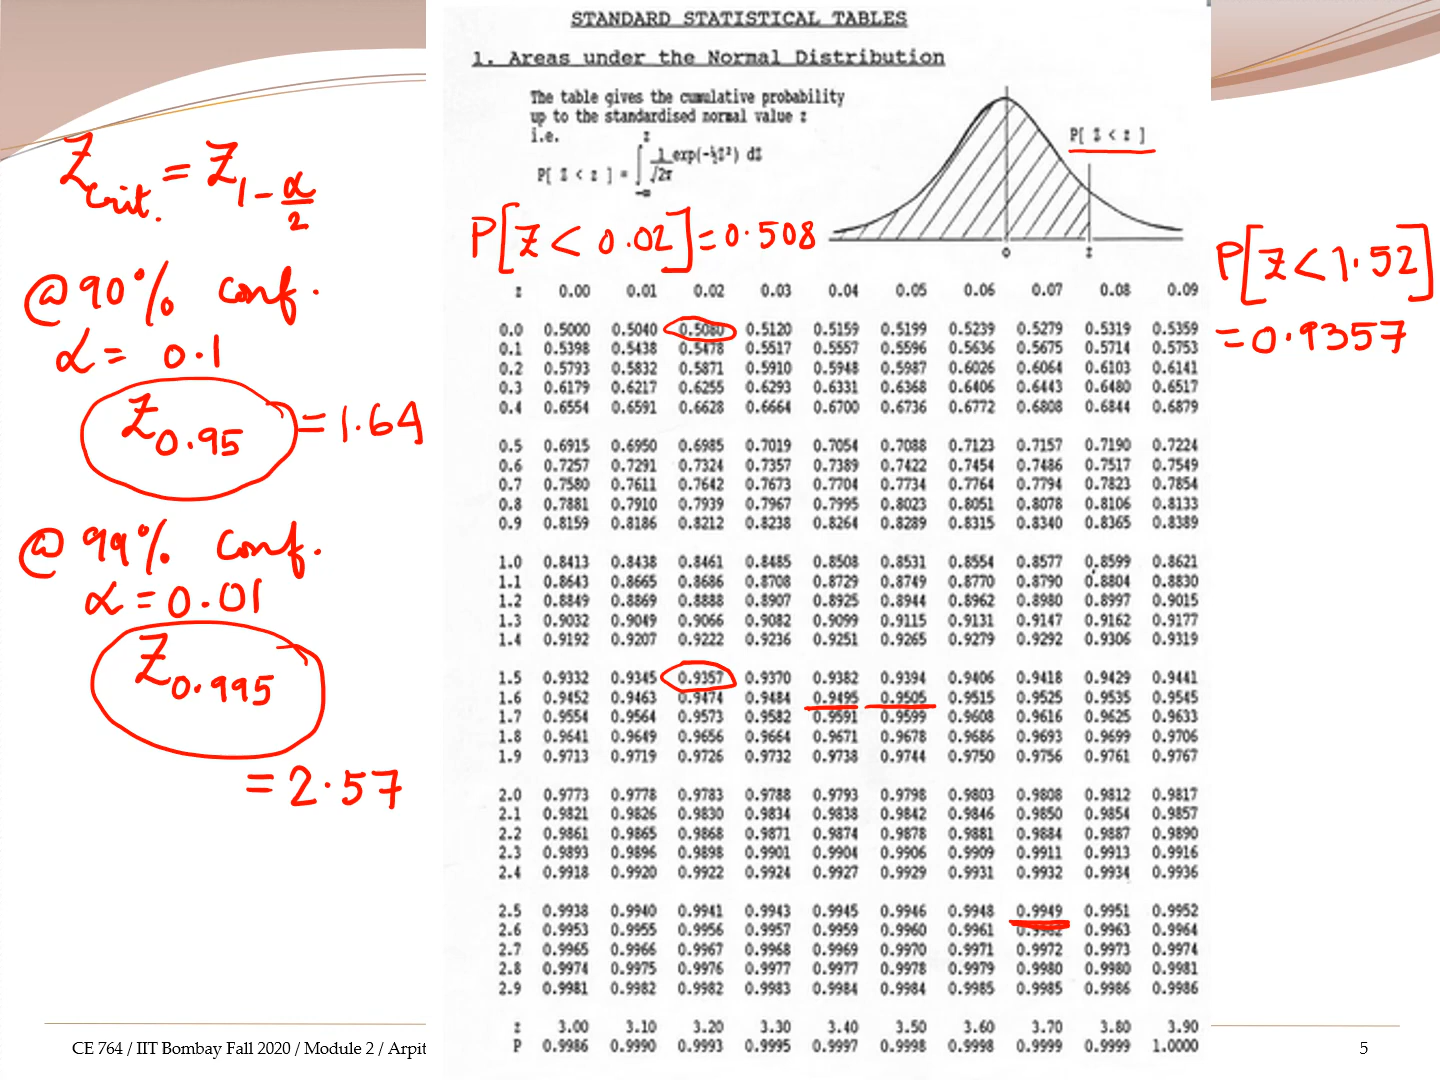 STANDARD STATISTICAL TABLES
1. Areas under the Normal Distribution
The table gives the cumulative probability
up to the standardised normal value z
i.e.
P[ Z < z ] = ∫ 1/√2π exp(-½Z²) dZ
z
-∞
P[ Z < z ]
0 z
Z crit. = Z 1 - α/2
@ 90% conf.
α = 0.1
Z 0.95 = 1.64
@ 99% conf.
α = 0.01
Z 0.995
= 2.57
P[Z < 0.02] = 0.508
P[Z < 1.52]
= 0.9357
z 0.00 0.01 0.02 0.03 0.04 0.05 0.06 0.07 0.08 0.09
0.0 0.5000 0.5040 0.5080 0.5120 0.5159 0.5199 0.5239 0.5279 0.5319 0.5359
0.1 0.5398 0.5438 0.5478 0.5517 0.5557 0.5596 0.5636 0.5675 0.5714 0.5753
0.2 0.5793 0.5832 0.5871 0.5910 0.5948 0.5987 0.6026 0.6064 0.6103 0.6141
0.3 0.6179 0.6217 0.6255 0.6293 0.6331 0.6368 0.6406 0.6443 0.6480 0.6517
0.4 0.6554 0.6591 0.6628 0.6664 0.6700 0.6736 0.6772 0.6808 0.6844 0.6879
0.5 0.6915 0.6950 0.6985 0.7019 0.7054 0.7088 0.7123 0.7157 0.7190 0.7224
0.6 0.7257 0.7291 0.7324 0.7357 0.7389 0.7422 0.7454 0.7486 0.7517 0.7549
0.7 0.7580 0.7611 0.7642 0.7673 0.7704 0.7734 0.7764 0.7794 0.7823 0.7854
0.8 0.7881 0.7910 0.7939 0.7967 0.7995 0.8023 0.8051 0.8078 0.8106 0.8133
0.9 0.8159 0.8186 0.8212 0.8238 0.8264 0.8289 0.8315 0.8340 0.8365 0.8389
1.0 0.8413 0.8438 0.8461 0.8485 0.8508 0.8531 0.8554 0.8577 0.8599 0.8621
1.1 0.8643 0.8665 0.8686 0.8708 0.8729 0.8749 0.8770 0.8790 0.8804 0.8830
1.2 0.8849 0.8869 0.8888 0.8907 0.8925 0.8944 0.8962 0.8980 0.8997 0.9015
1.3 0.9032 0.9049 0.9066 0.9082 0.9099 0.9115 0.9131 0.9147 0.9162 0.9177
1.4 0.9192 0.9207 0.9222 0.9236 0.9251 0.9265 0.9279 0.9292 0.9306 0.9319
1.5 0.9332 0.9345 0.9357 0.9370 0.9382 0.9394 0.9406 0.9418 0.9429 0.9441
1.6 0.9452 0.9463 0.9474 0.9484 0.9495 0.9505 0.9515 0.9525 0.9535 0.9545
1.7 0.9554 0.9564 0.9573 0.9582 0.9591 0.9599 0.9608 0.9616 0.9625 0.9633
1.8 0.9641 0.9649 0.9656 0.9664 0.9671 0.9678 0.9686 0.9693 0.9699 0.9706
1.9 0.9713 0.9719 0.9726 0.9732 0.9738 0.9744 0.9750 0.9756 0.9761 0.9767
2.0 0.9773 0.9778 0.9783 0.9788 0.9793 0.9798 0.9803 0.9808 0.9812 0.9817
2.1 0.9821 0.9826 0.9830 0.9834 0.9838 0.9842 0.9846 0.9850 0.9854 0.9857
2.2 0.9861 0.9865 0.9868 0.9871 0.9874 0.9878 0.9881 0.9884 0.9887 0.9890
2.3 0.9893 0.9896 0.9898 0.9901 0.9904 0.9906 0.9909 0.9911 0.9913 0.9916
2.4 0.9918 0.9920 0.9922 0.9924 0.9927 0.9929 0.9931 0.9932 0.9934 0.9936
2.5 0.9938 0.9940 0.9941 0.9943 0.9945 0.9946 0.9948 0.9949 0.9951 0.9952
2.6 0.9953 0.9955 0.9956 0.9957 0.9959 0.9960 0.9961 0.9963 0.9964
2.7 0.9965 0.9966 0.9967 0.9968 0.9969 0.9970 0.9971 0.9972 0.9973 0.9974
2.8 0.9974 0.9975 0.9976 0.9977 0.9977 0.9978 0.9979 0.9980 0.9980 0.9981
2.9 0.9981 0.9982 0.9982 0.9983 0.9984 0.9984 0.9985 0.9985 0.9986 0.9986
z 3.00 3.10 3.20 3.30 3.40 3.50 3.60 3.70 3.80 3.90
P 0.9986 0.9990 0.9993 0.9995 0.9997 0.9998 0.9998 0.9999 0.9999 1.0000
CE 764 / IIT Bombay Fall 2020 / Module 2 / Arpit
5